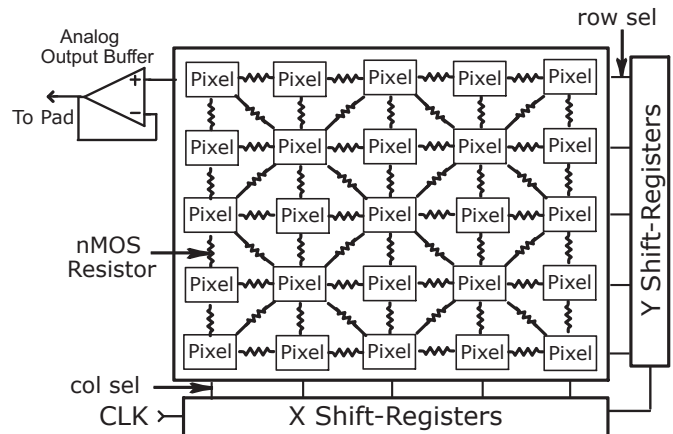 row sel
Analog
Output Buffer
Pixel Pixel Pixel Pixel Pixel
+
−
To Pad
Pixel Pixel Pixel Pixel Pixel
Pixel Pixel Pixel Pixel Pixel
nMOS
Resistor
Pixel Pixel Pixel Pixel Pixel
Pixel Pixel Pixel Pixel Pixel
Y Shift-Registers
col sel
CLK
X Shift-Registers